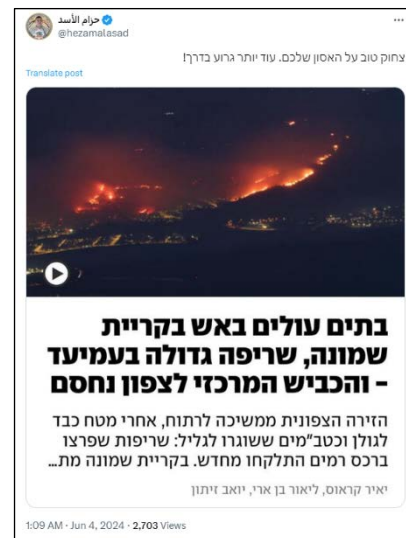 حزام الأسد
@hezamalasad
צחוק טוב על האסון שלכם. עוד יותר גרוע בדרך!
Translate post
בתים עולים באש בקריית
שמונה, שריפה גדולה בעמיעד
- והכביש המרכזי לצפון נחסם
הזירה הצפונית ממשיכה לרתוח, אחרי מטח כבד
לגולן וכטב"מים ששוגרו לגליל: שריפות שפרצו
ברכס רמים התלקחו מחדש. בקריית שמונה מת...
יאיר קראוס, ליאור בן ארי, יואב זיתון
1:09 AM · Jun 4, 2024 · 2,703 Views